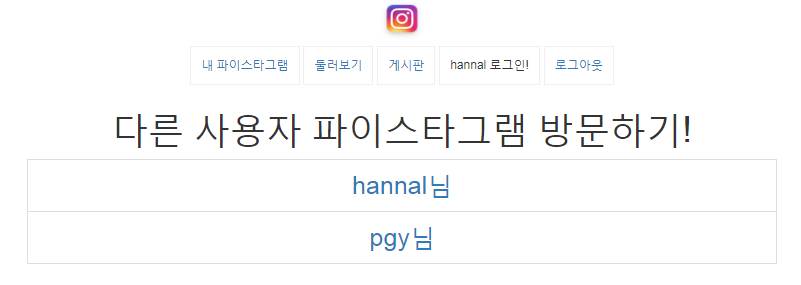 내 파이스타그램 둘러보기 게시판 hannal 로그인! 로그아웃
다른 사용자 파이스타그램 방문하기!
hannal님
pgy님